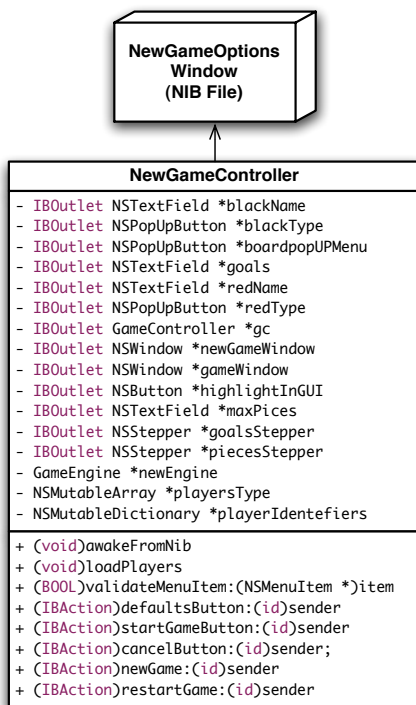 NewGameOptions
Window
(NIB File)
NewGameController
- IBOutlet NSTextField *blackName
- IBOutlet NSPopUpButton *blackType
- IBOutlet NSPopUpButton *boardpopUPMenu
- IBOutlet NSTextField *goals
- IBOutlet NSTextField *redName
- IBOutlet NSPopUpButton *redType
- IBOutlet GameController *gc
- IBOutlet NSWindow *newGameWindow
- IBOutlet NSWindow *gameWindow
- IBOutlet NSButton *highlightInGUI
- IBOutlet NSTextField *maxPices
- IBOutlet NSStepper *goalsStepper
- IBOutlet NSStepper *piecesStepper
- GameEngine *newEngine
- NSMutableArray *playersType
- NSMutableDictionary *playerIdentefiers
+ (void)awakeFromNib
+ (void)loadPlayers
+ (BOOL)validateMenuItem:(NSMenuItem *)item
+ (IBAction)defaultsButton:(id)sender
+ (IBAction)startGameButton:(id)sender
+ (IBAction)cancelButton:(id)sender;
+ (IBAction)newGame:(id)sender
+ (IBAction)restartGame:(id)sender